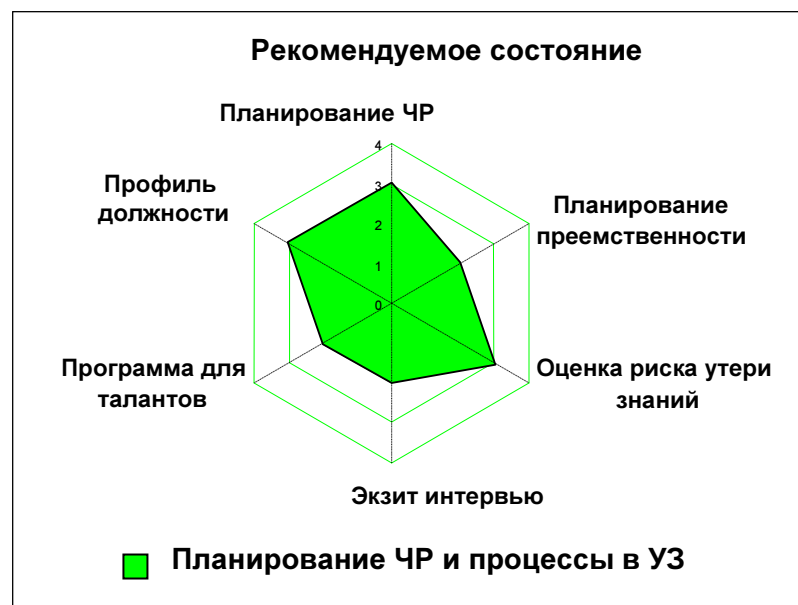 Рекомендуемое состояние
Планирование ЧР
4
3
2
1
0
Профиль
должности
Планирование
преемственности
Программа для
талантов
Оценка риска утери
знаний
Экзит интервью
Планирование ЧР и процессы в УЗ